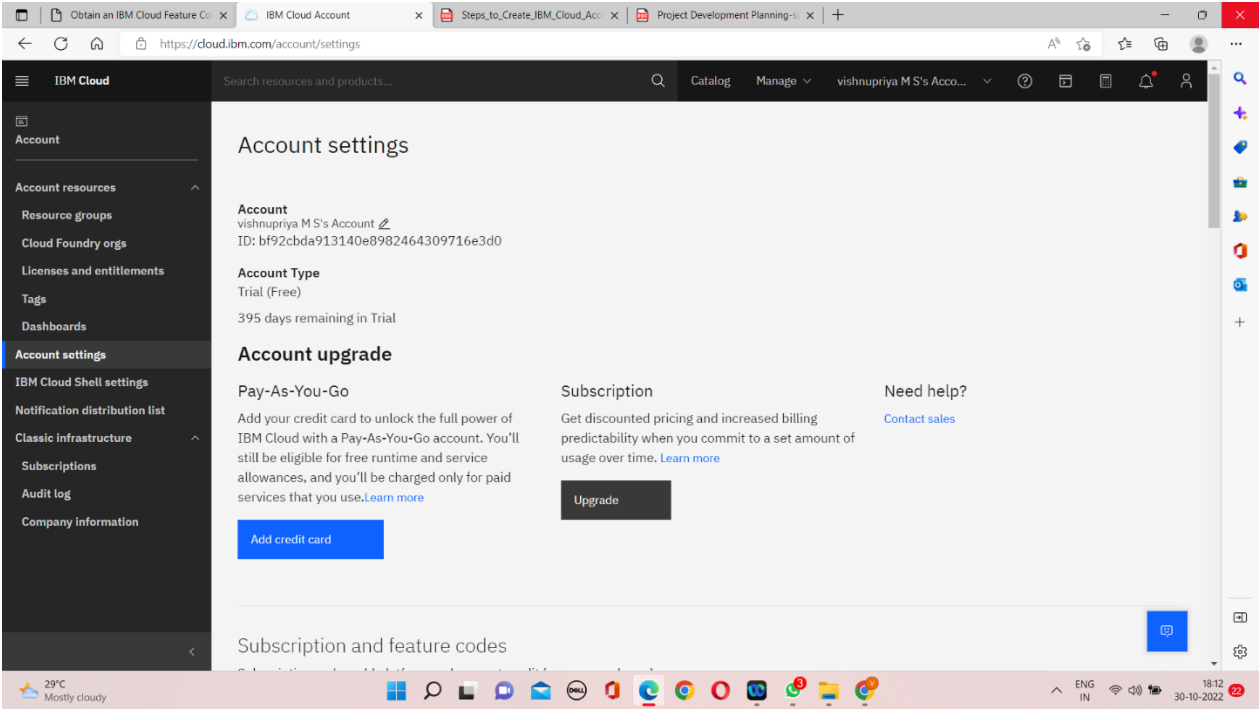 Obtain an IBM Cloud Feature Co
IBM Cloud Account
Steps_to_Create_IBM_Cloud_Acco
Project Development Planning-s
https://cloud.ibm.com/account/settings
IBM Cloud
Search resources and products...
Catalog
Manage
vishnupriya M S's Acco...
Account
Account resources
Resource groups
Cloud Foundry orgs
Licenses and entitlements
Tags
Dashboards
Account settings
IBM Cloud Shell settings
Notification distribution list
Classic infrastructure
Subscriptions
Audit log
Company information
Account settings
Account
vishnupriya M S's Account
ID: bf92cbda913140e8982464309716e3d0
Account Type
Trial (Free)
395 days remaining in Trial
Account upgrade
Pay-As-You-Go
Add your credit card to unlock the full power of
IBM Cloud with a Pay-As-You-Go account. You'll
still be eligible for free runtime and service
allowances, and you'll be charged only for paid
services that you use.Learn more
Add credit card
Subscription
Get discounted pricing and increased billing
predictability when you commit to a set amount of
usage over time. Learn more
Upgrade
Need help?
Contact sales
Subscription and feature codes
29°C
Mostly cloudy
DELL
3
ENG
IN
18:12
30-10-2022
22